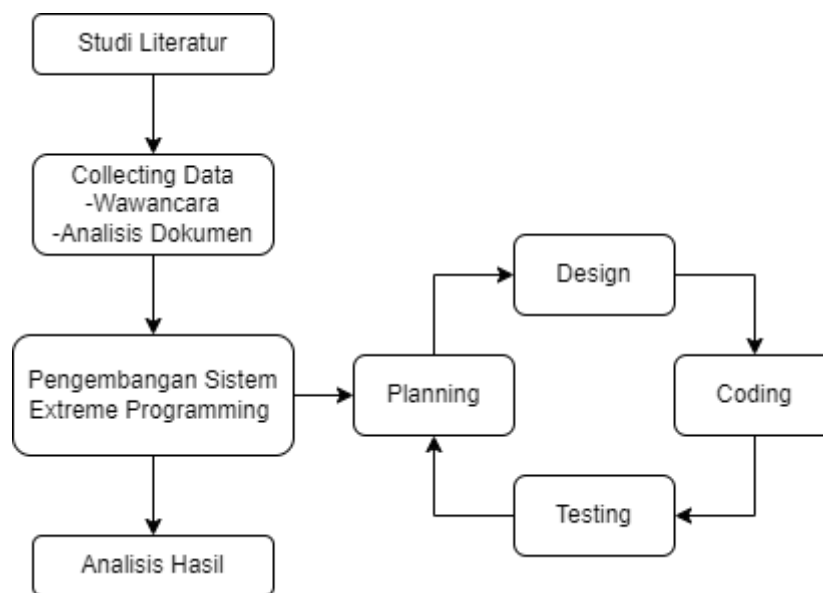 Studi Literatur
Collecting Data
-Wawancara
-Analisis Dokumen
Pengembangan Sistem
Extreme Programming
Analisis Hasil
Planning
Design
Coding
Testing